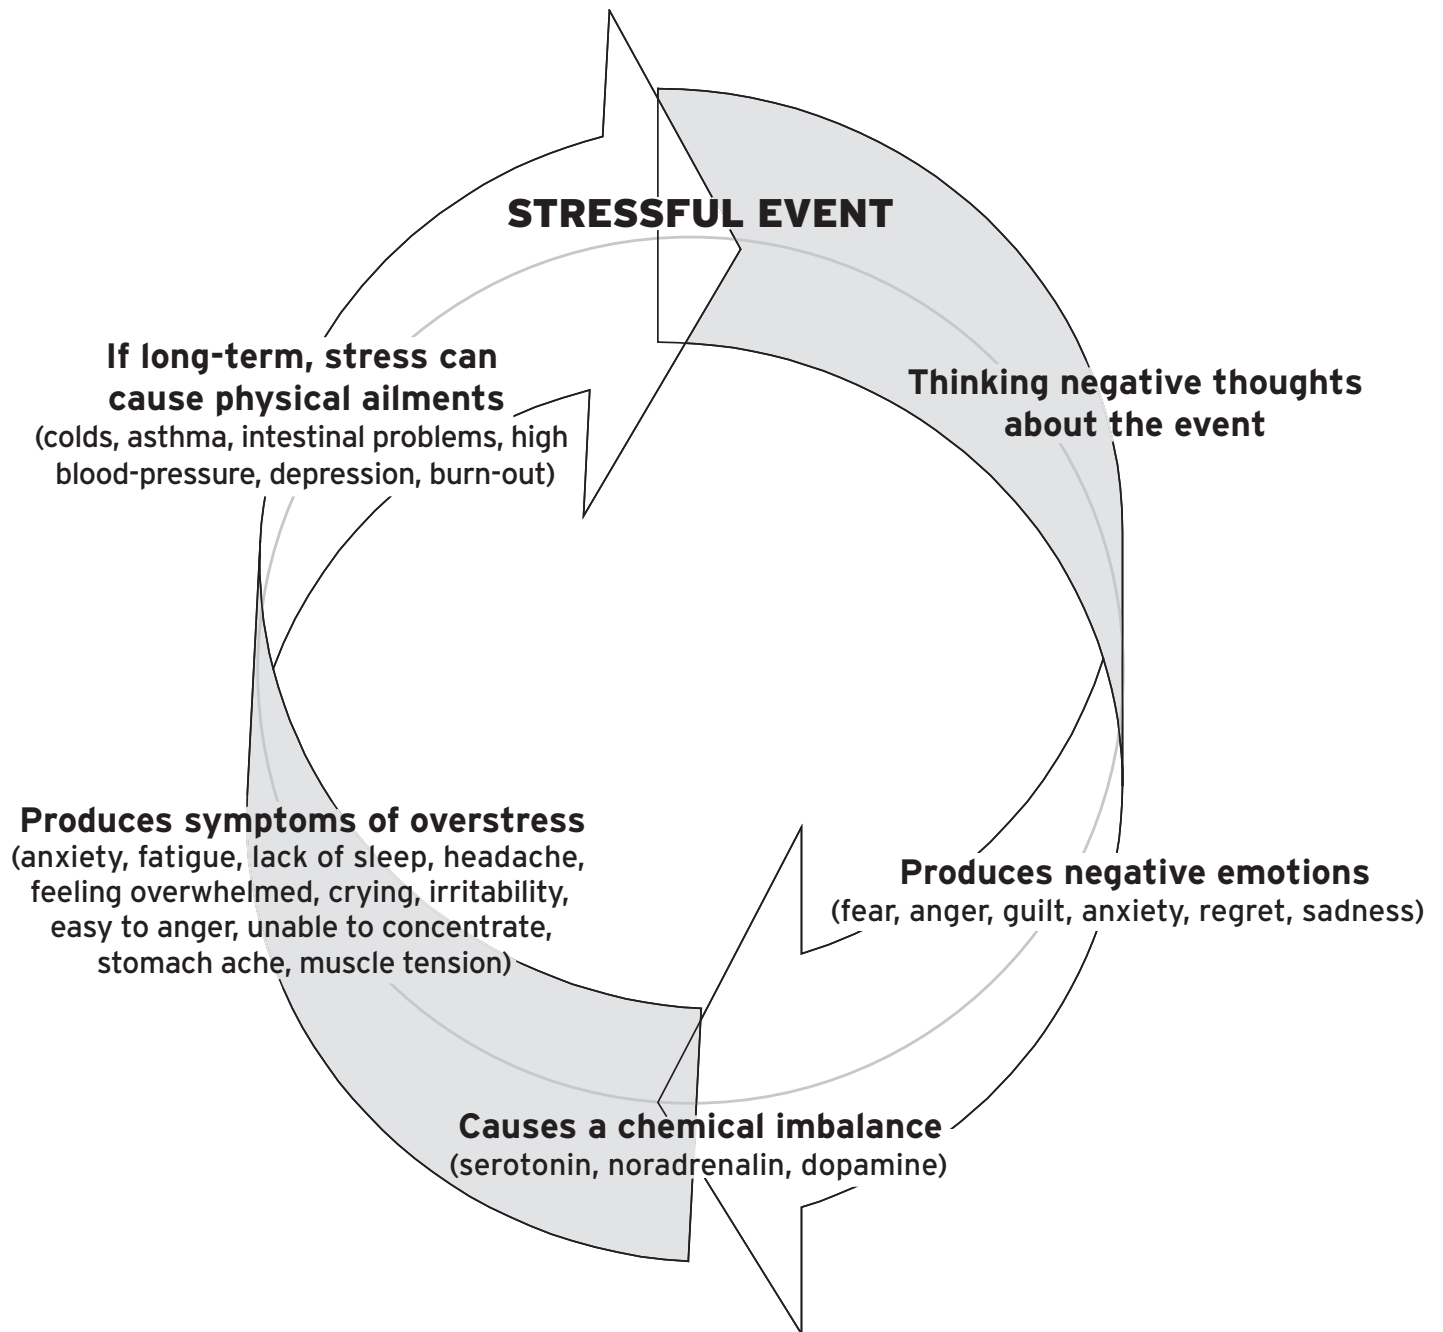 STRESSFUL EVENT
Thinking negative thoughts
about the event
Produces negative emotions
(fear, anger, guilt, anxiety, regret, sadness)
Causes a chemical imbalance
(serotonin, noradrenalin, dopamine)
Produces symptoms of overstress
(anxiety, fatigue, lack of sleep, headache,
feeling overwhelmed, crying, irritability,
easy to anger, unable to concentrate,
stomach ache, muscle tension)
If long-term, stress can
cause physical ailments
(colds, asthma, intestinal problems, high
blood-pressure, depression, burn-out)